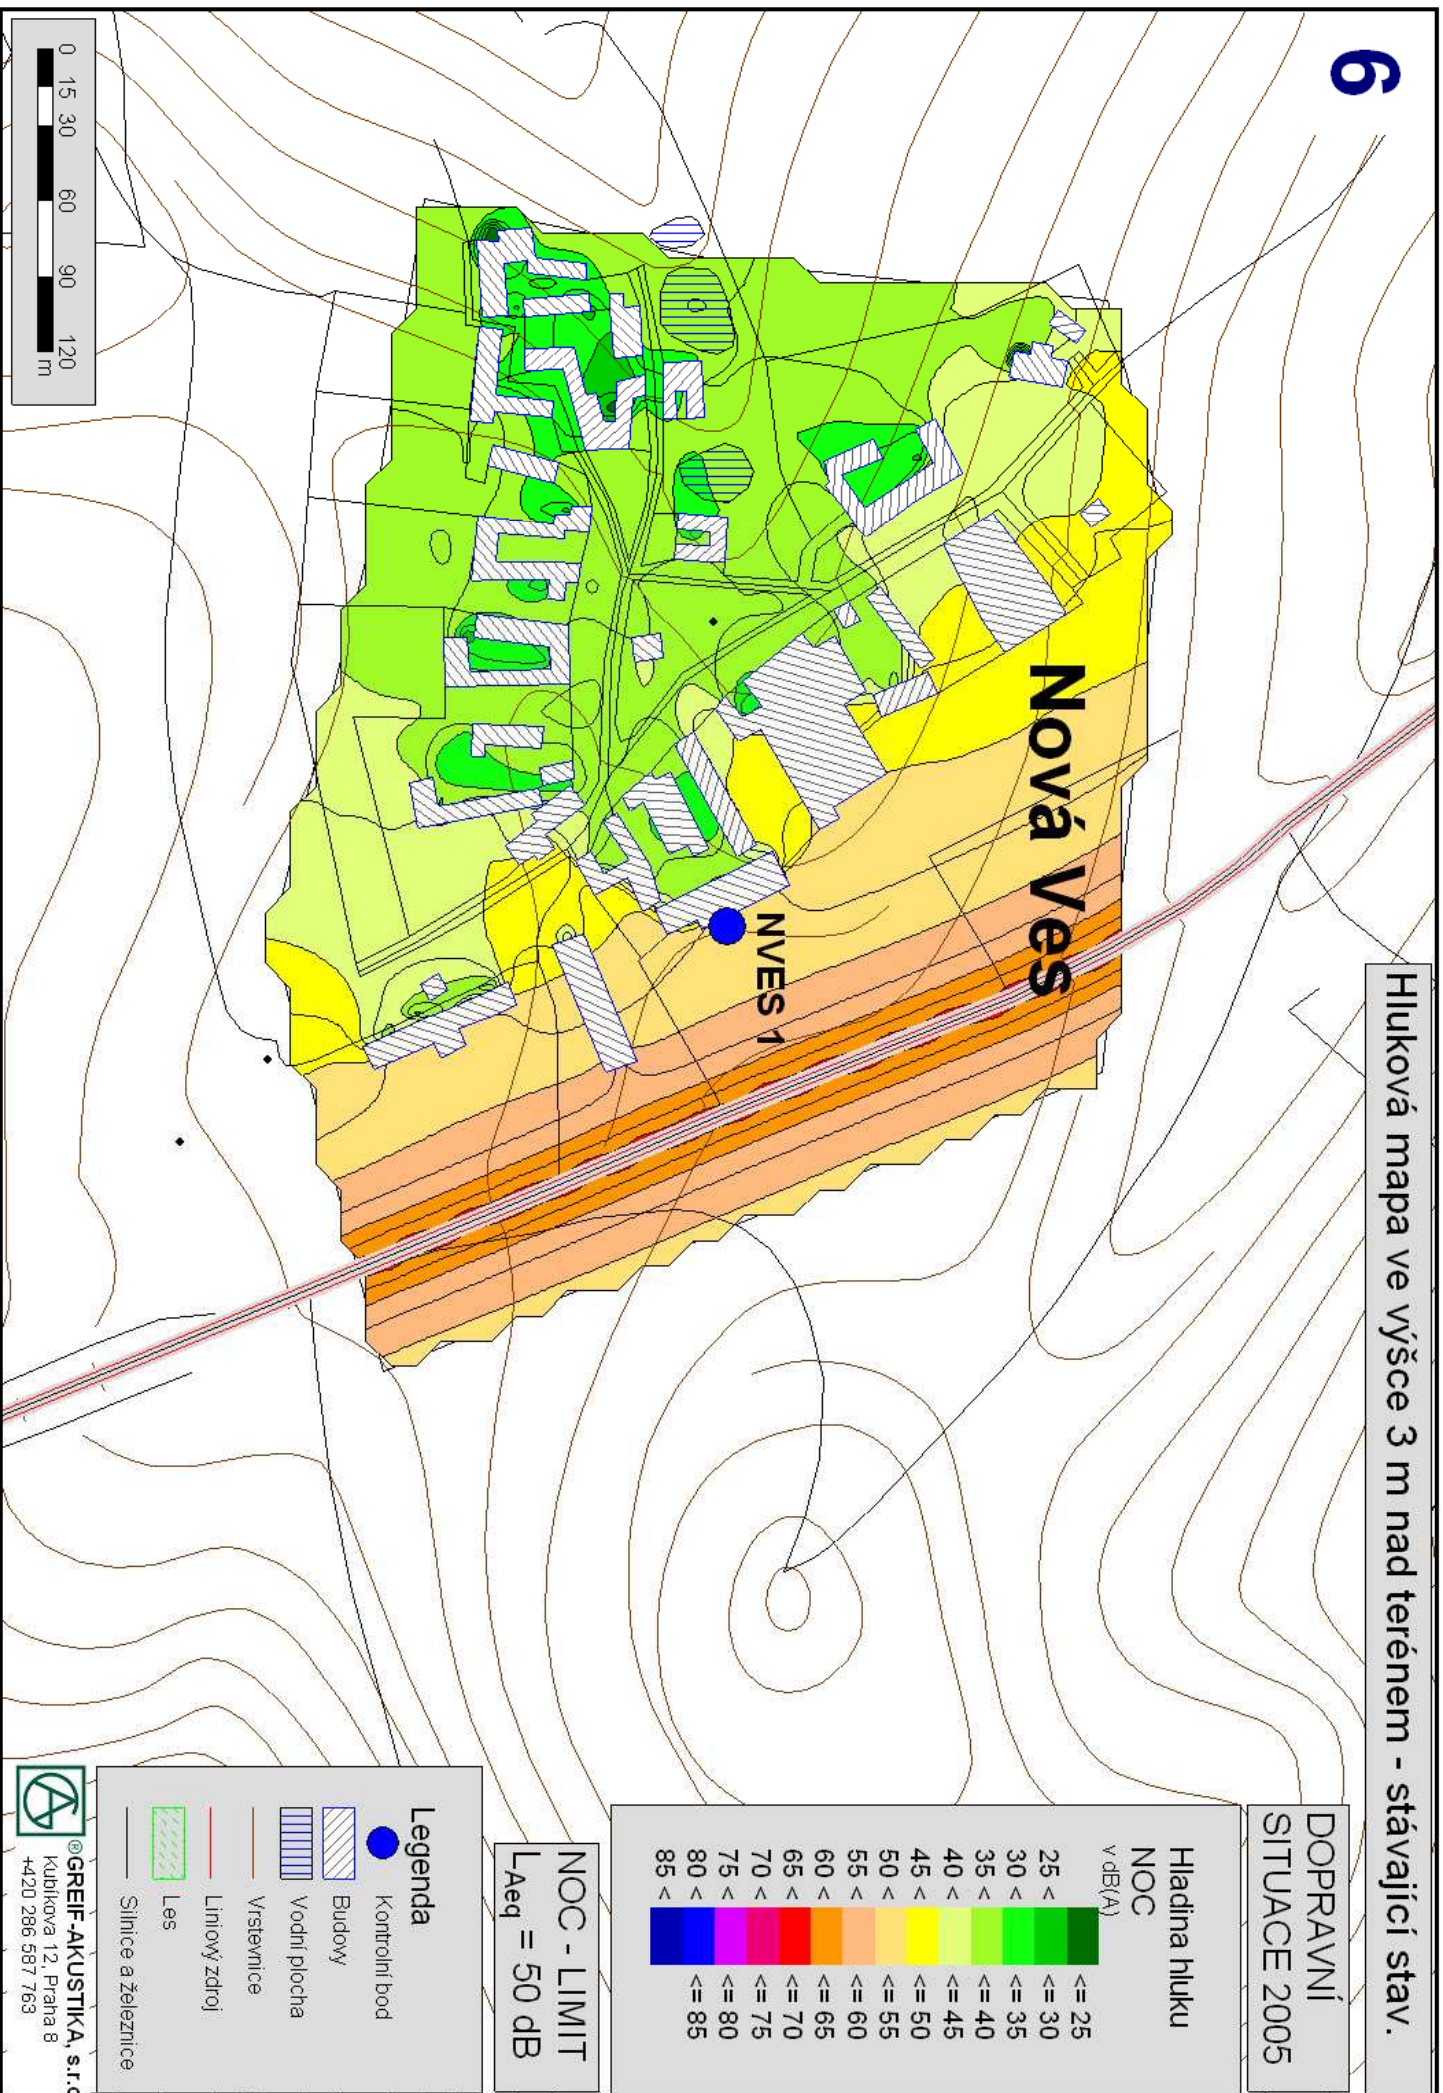 6
Hluková mapa ve výšce 3 m nad terénem - stávající stav.
DOPRAVNÍ
SITUACE 2005
Nová Ves
NVES 1
Hladina hluku
NOC
v dB(A)
<= 25
25 < <= 30
30 < <= 35
35 < <= 40
40 < <= 45
45 < <= 50
50 < <= 55
55 < <= 60
60 < <= 65
65 < <= 70
70 < <= 75
75 < <= 80
80 < <= 85
85 <
NOC - LIMIT
LAeq = 50 dB
Legenda
Kontrolní bod
Budovy
Vodní plocha
Vrstevnice
Liniový zdroj
Les
Silnice a železnice
0 15 30 60 90 120
m
®GREIF-AKUSTIKA, s.r.o
Kubíkova 12, Praha 8
+420 286 587 763